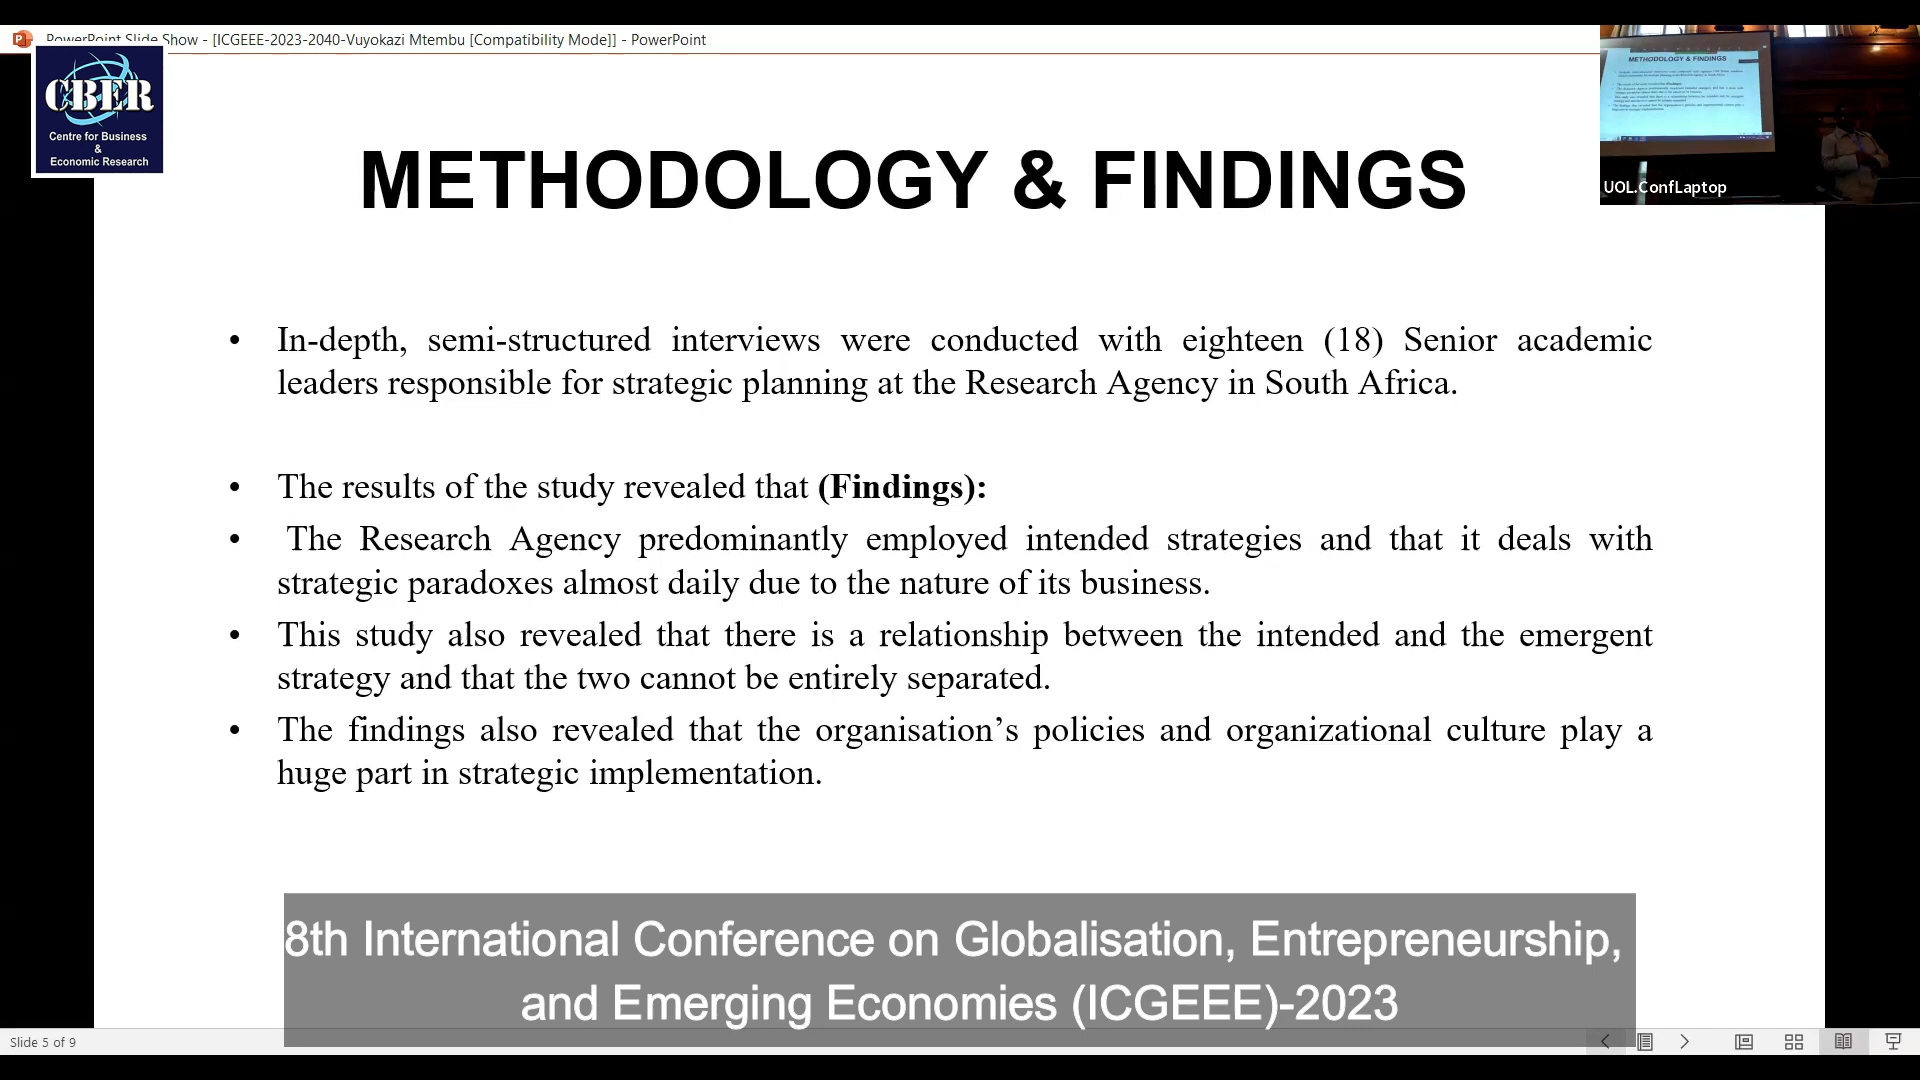 PowerPoint Slide Show - [ICGEEE-2023-2040-Vuyokazi Mtembu [Compatibility Mode]] - PowerPoint
CBER
Centre for Business
&
Economic Research
METHODOLOGY & FINDINGS
UOL.ConfLaptop
METHODOLOGY & FINDINGS
• In-depth, semi-structured interviews were conducted with eighteen (18) Senior academic
leaders responsible for strategic planning at the Research Agency in South Africa.
• The results of the study revealed that (Findings):
• The Research Agency predominantly employed intended strategies and that it deals with
strategic paradoxes almost daily due to the nature of its business.
• This study also revealed that there is a relationship between the intended and the emergent
strategy and that the two cannot be entirely separated.
• The findings also revealed that the organisation’s policies and organizational culture play a
huge part in strategic implementation.
8th International Conference on Globalisation, Entrepreneurship,
and Emerging Economies (ICGEEE)-2023
Slide 5 of 9